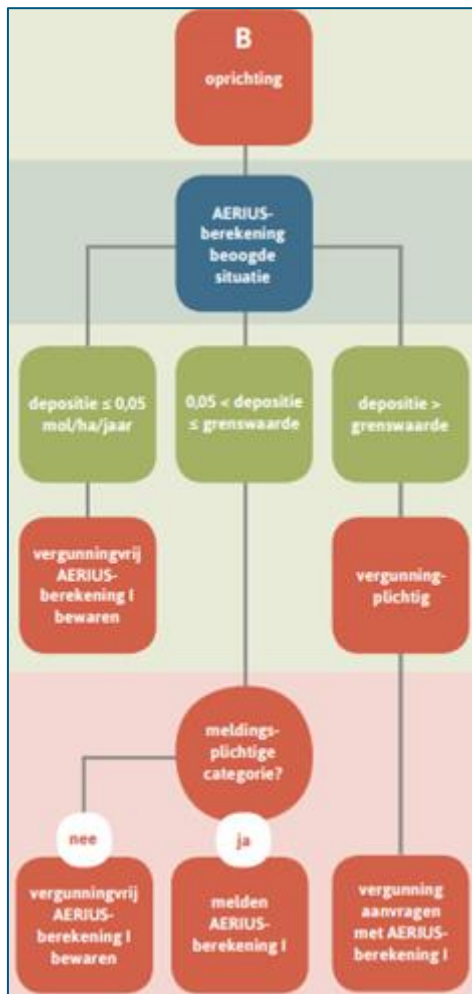 B
oprichting
AERIUS-
berekening
beoogde
situatie
depositie ≤ 0,05
mol/ha/jaar
0,05 < depositie
≤ grenswaarde
depositie >
grenswaarde
vergunningvrij
AERIUS-
berekening I
bewaren
vergunning-
plichtig
meldings-
plichtige
categorie?
nee
ja
vergunningvrij
AERIUS-
berekening I
bewaren
melden
AERIUS-
berekening I
vergunning
aanvragen
met AERIUS-
berekening I